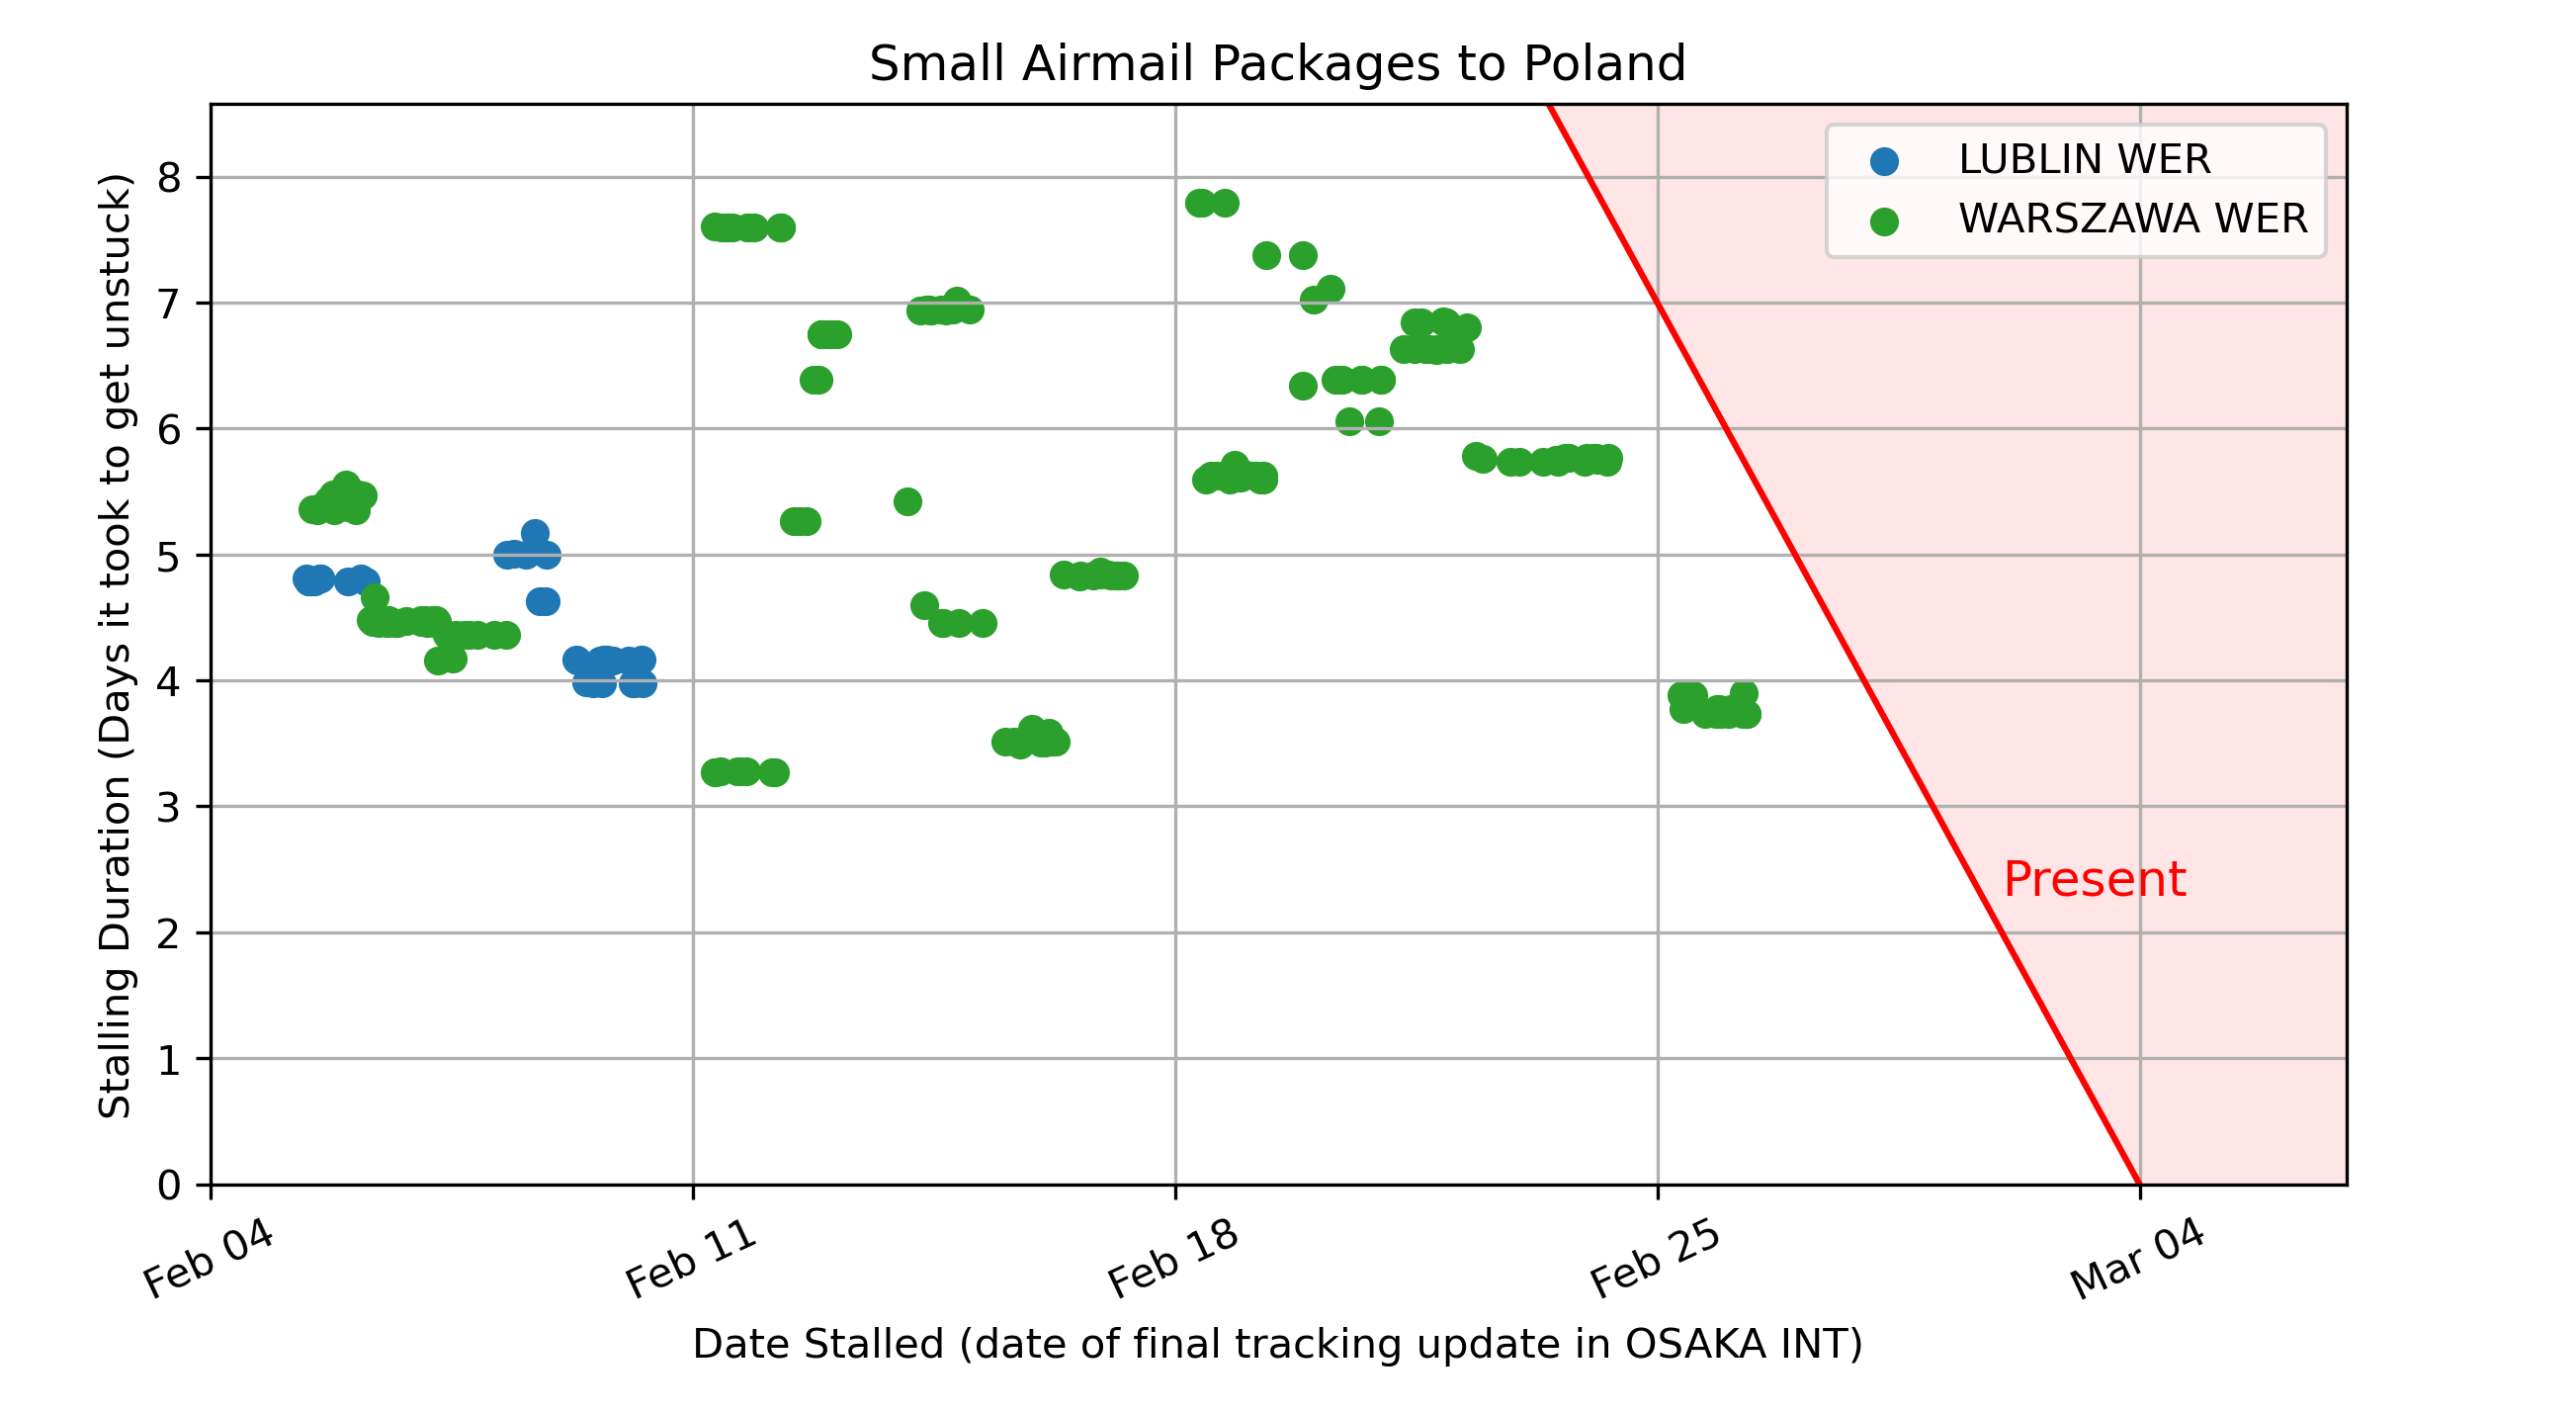 Small Airmail Packages to Poland
Stalling Duration (Days it took to get unstuck)
8
7
6
5
4
3
2
1
0
LUBLIN WER
WARSZAWA WER
Present
Feb 04
Feb 11
Feb 18
Feb 25
Mar 04
Date Stalled (date of final tracking update in OSAKA INT)